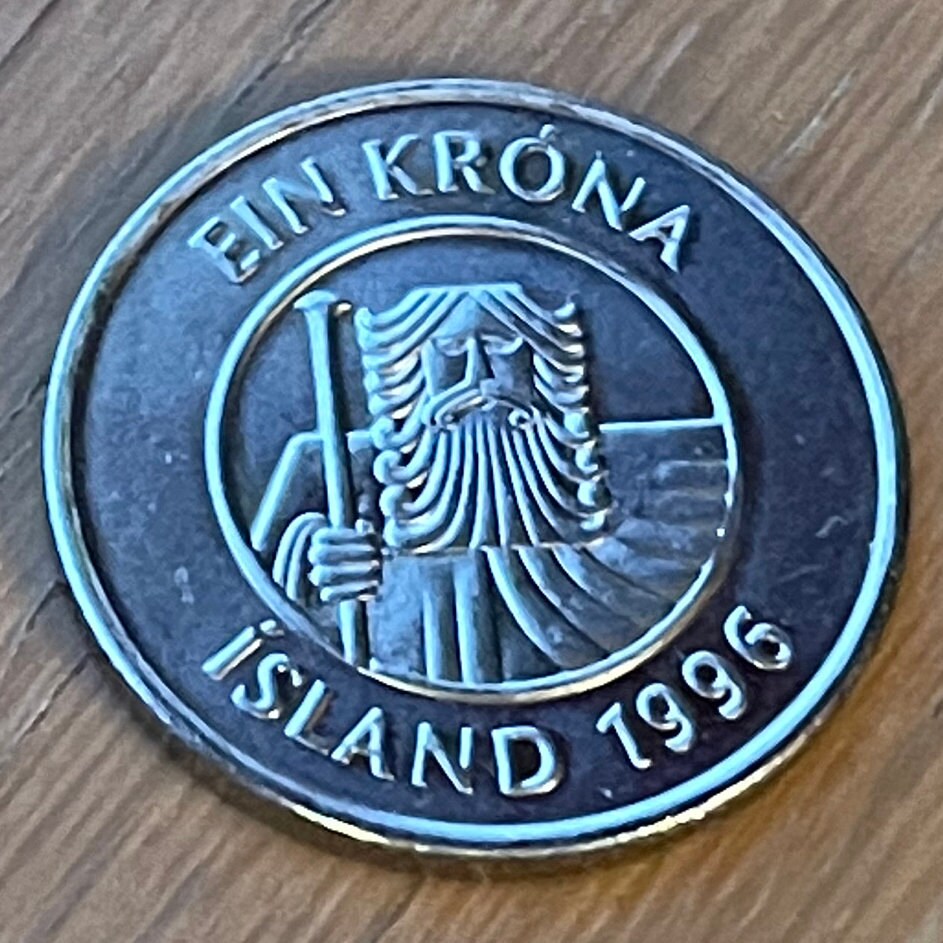 EIN KRÓNA
ÍSLAND 1996